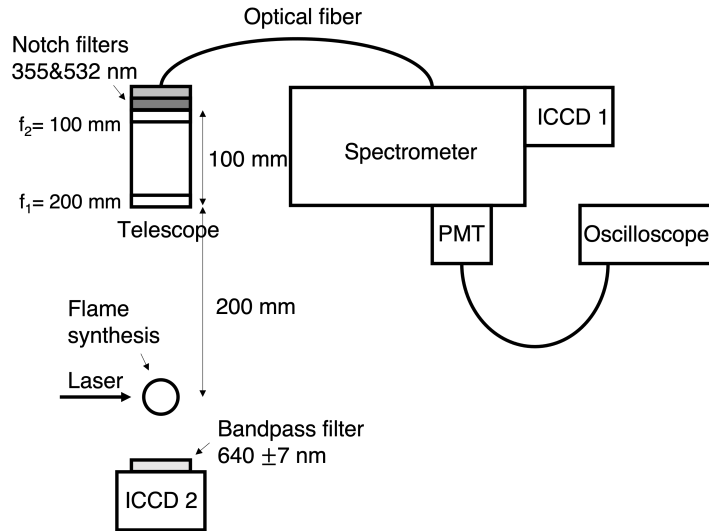 Optical fiber
Notch filters
355&532 nm
f₂= 100 mm
100 mm
f₁= 200 mm
Telescope
Spectrometer
ICCD 1
PMT
Oscilloscope
200 mm
Flame
synthesis
Laser
Bandpass filter
640 ±7 nm
ICCD 2